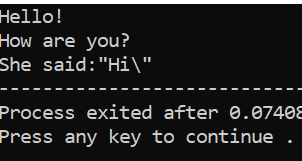 Hello!
How are you?
She said:"Hi\"
--------------------------------
Process exited after 0.07408
Press any key to continue .